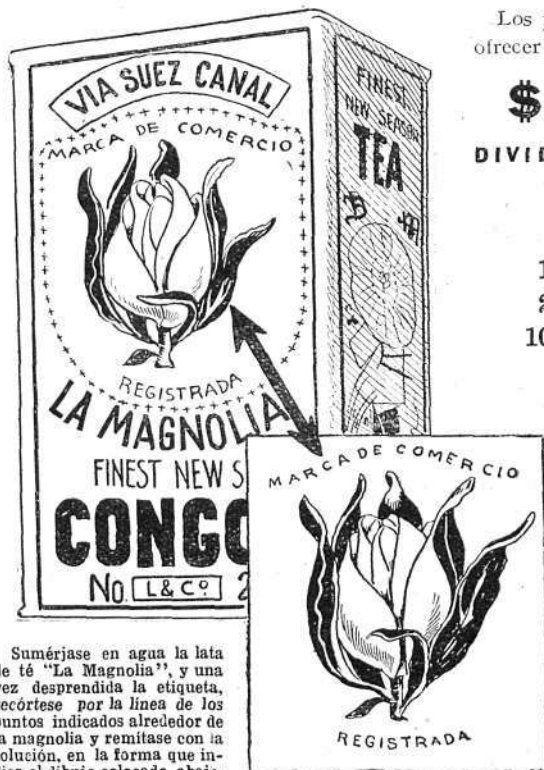 Los
ofrecer
$
DIVID
1
2
10
VIA SUEZ CANAL
MARCA DE COMERCIO
REGISTRADA
LA MAGNOLIA
FINEST NEW S
CONGO
No. L & Cº 2
FINEST
NEW SEASON
TEA
MARCA DE COMERCIO
REGISTRADA
Sumérjase en agua la lata
de té "La Magnolia", y una
vez desprendida la etiqueta,
recórtese por la línea de los
puntos indicados alrededor de
la magnolia y remítase con la
solución, en la forma que in-